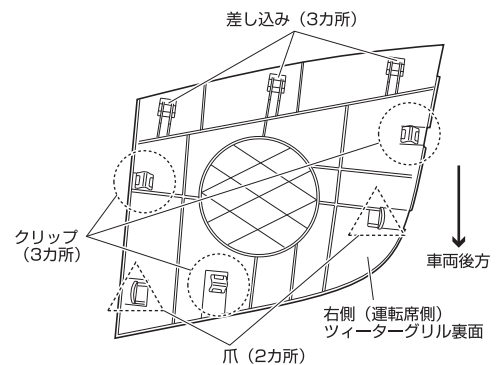 差し込み（3カ所）
クリップ
（3カ所）
車両後方
右側（運転席側）
ツィーターグリル裏面
爪（2カ所）